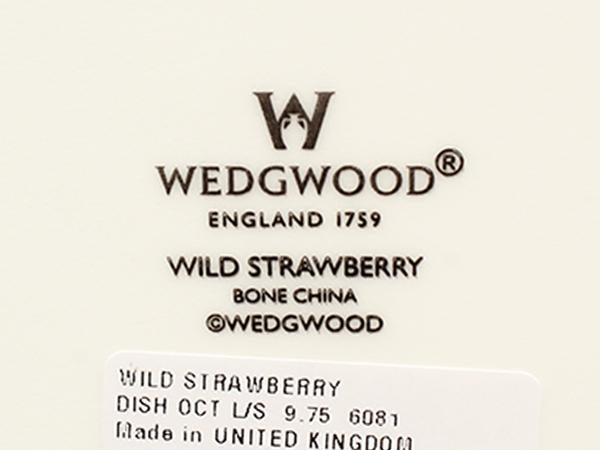 W
WEDGWOOD®
ENGLAND 1759
WILD STRAWBERRY
BONE CHINA
©WEDGWOOD
WILD STRAWBERRY
DISH OCT L/S 9.75 6081
Made in UNITED KINGDOM